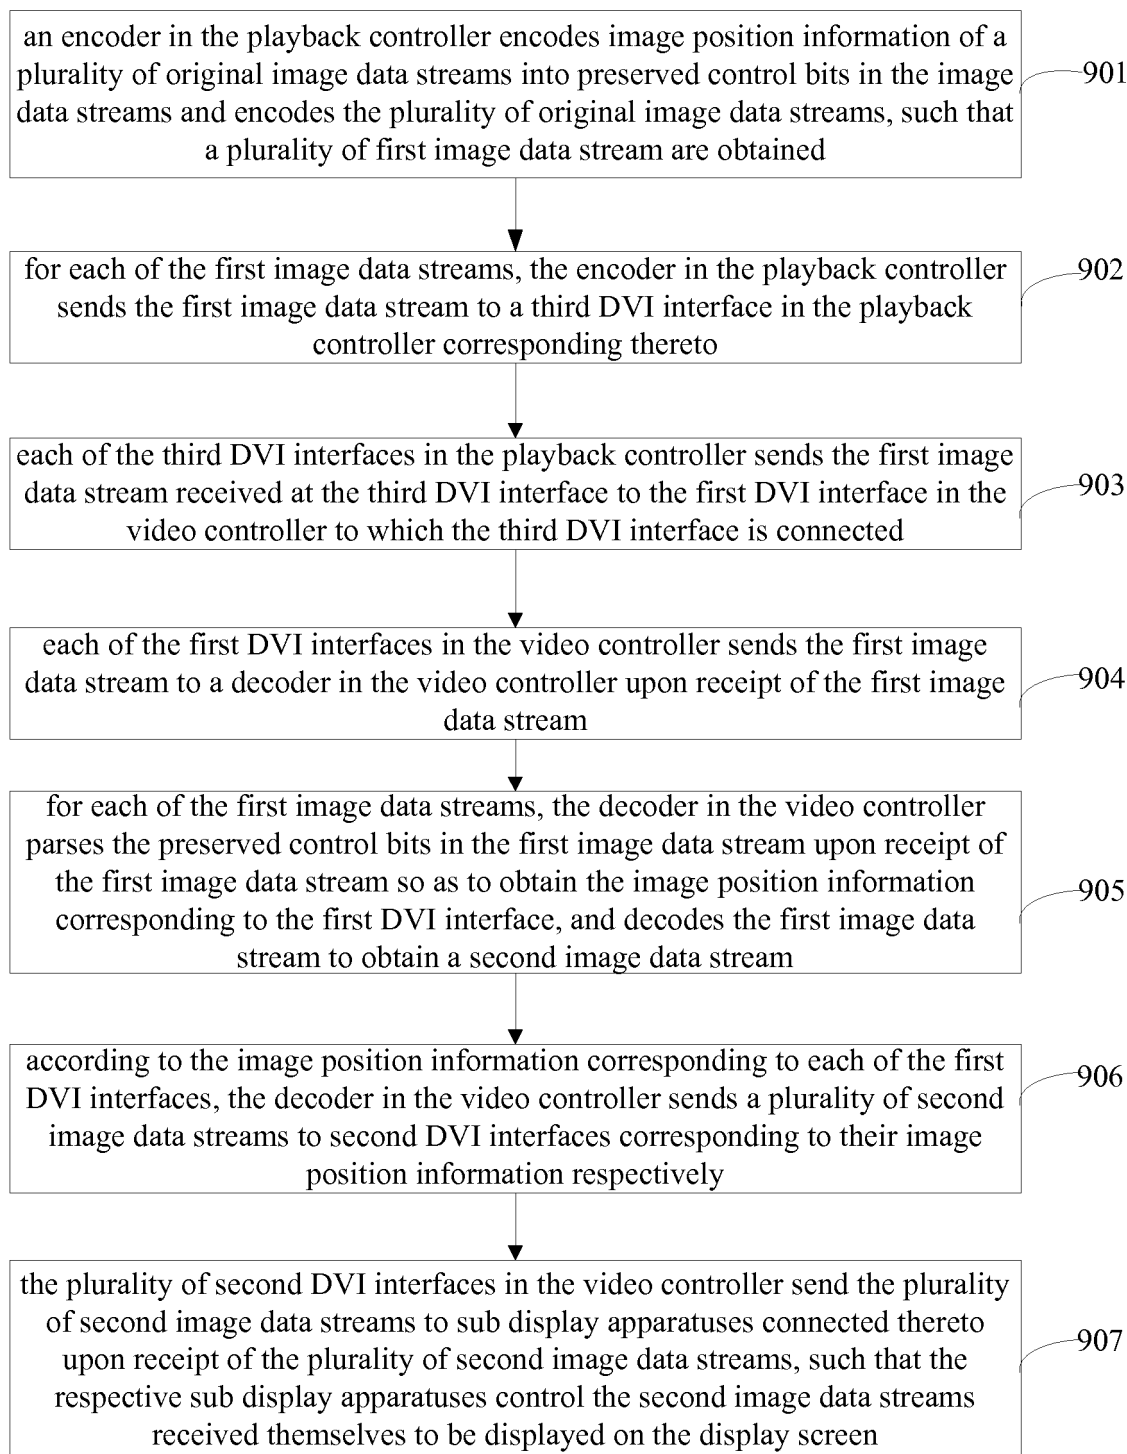 an encoder in the playback controller encodes image position information of a
plurality of original image data streams into preserved control bits in the image
data streams and encodes the plurality of original image data streams, such that
a plurality of first image data stream are obtained
901
for each of the first image data streams, the encoder in the playback controller
sends the first image data stream to a third DVI interface in the playback
controller corresponding thereto
902
each of the third DVI interfaces in the playback controller sends the first image
data stream received at the third DVI interface to the first DVI interface in the
video controller to which the third DVI interface is connected
903
each of the first DVI interfaces in the video controller sends the first image
data stream to a decoder in the video controller upon receipt of the first image
data stream
904
for each of the first image data streams, the decoder in the video controller
parses the preserved control bits in the first image data stream upon receipt of
the first image data stream so as to obtain the image position information
corresponding to the first DVI interface, and decodes the first image data
stream to obtain a second image data stream
905
according to the image position information corresponding to each of the first
DVI interfaces, the decoder in the video controller sends a plurality of second
image data streams to second DVI interfaces corresponding to their image
position information respectively
906
the plurality of second DVI interfaces in the video controller send the plurality
of second image data streams to sub display apparatuses connected thereto
upon receipt of the plurality of second image data streams, such that the
respective sub display apparatuses control the second image data streams
received themselves to be displayed on the display screen
907